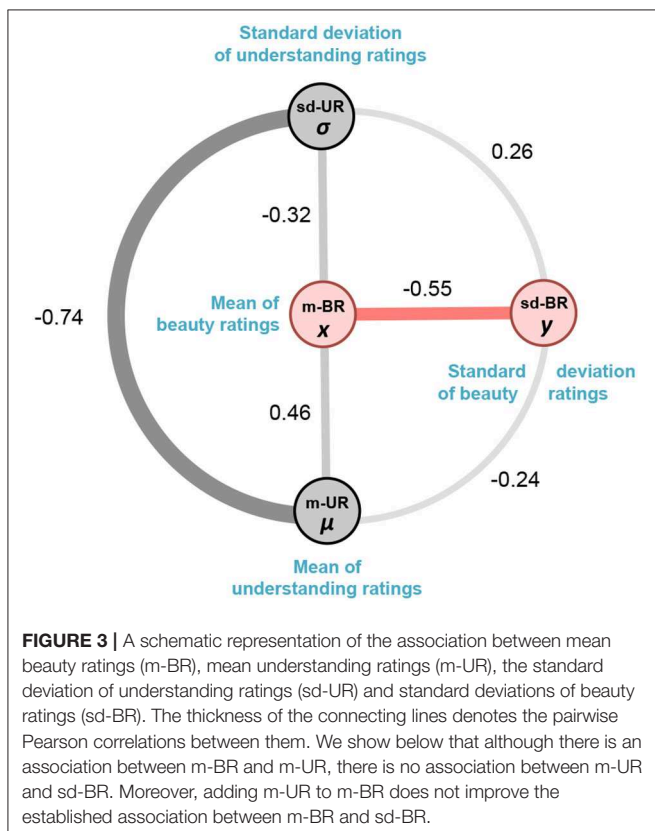 Standard deviation
of understanding ratings
sd-UR
σ
0.26
-0.32
-0.74
Mean of
beauty ratings
m-BR
x
-0.55
sd-BR
y
Standard deviation
of beauty ratings
0.46
-0.24
m-UR
μ
Mean of
understanding ratings
FIGURE 3 | A schematic representation of the association between mean
beauty ratings (m-BR), mean understanding ratings (m-UR), the standard
deviation of understanding ratings (sd-UR) and standard deviations of beauty
ratings (sd-BR). The thickness of the connecting lines denotes the pairwise
Pearson correlations between them. We show below that although there is an
association between m-BR and m-UR, there is no association between m-UR
and sd-BR. Moreover, adding m-UR to m-BR does not improve the
established association between m-BR and sd-BR.